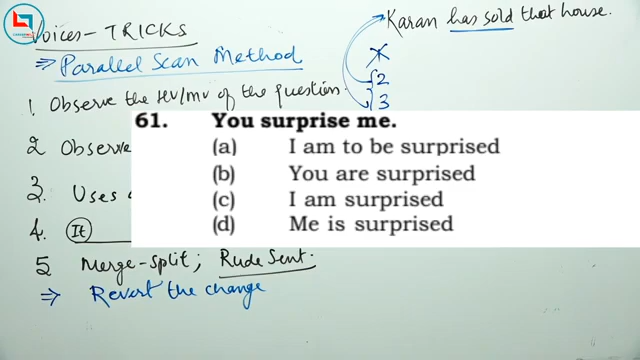 Karan has sold that house.
Voices - TRICKS
⇒ Parallel Scan Method
x
2
3
1. Observe the HV/MV of the question.
2 Observe
3. Uses
4. It
5 Merge-split; Rude Sent.
⇒ Revert the change
61. You surprise me.
(a) I am to be surprised
(b) You are surprised
(c) I am surprised
(d) Me is surprised